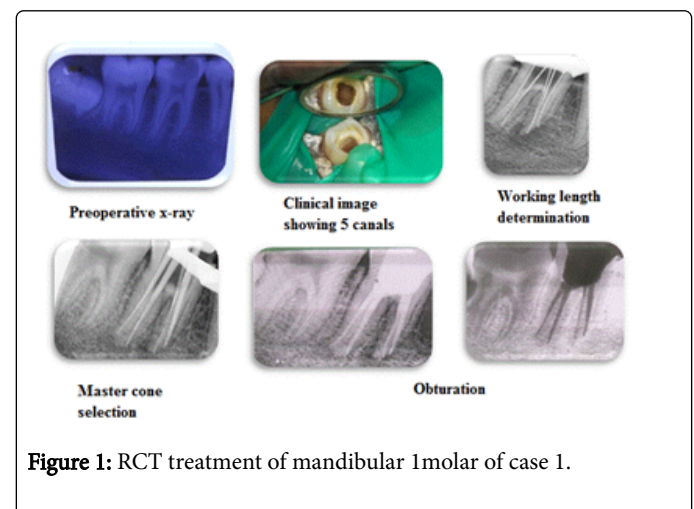 Preoperative x-ray
Clinical image
showing 5 canals
Working length
determination
Master cone
selection
Obturation
Figure 1: RCT treatment of mandibular 1molar of case 1.